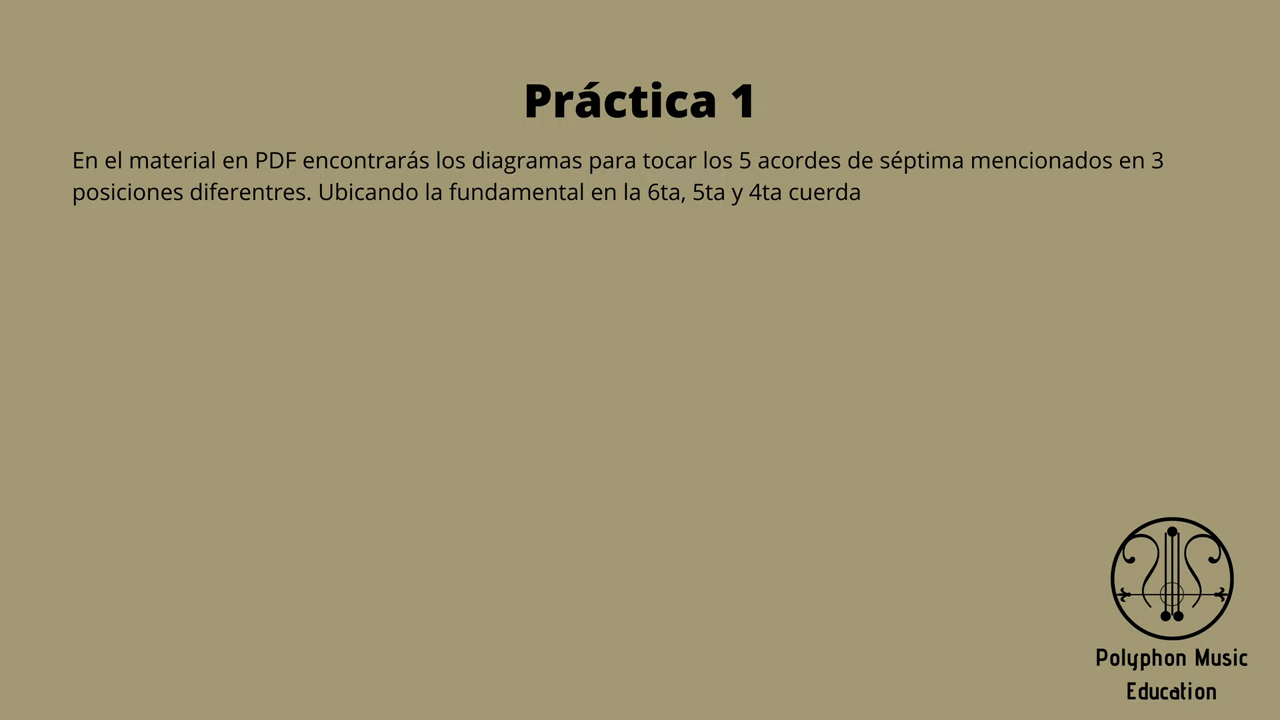 Práctica 1
En el material en PDF encontrarás los diagramas para tocar los 5 acordes de séptima mencionados en 3
posiciones diferentres. Ubicando la fundamental en la 6ta, 5ta y 4ta cuerda
Polyphon Music
Education